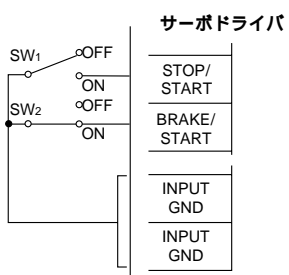 サーボドライバ
SW1
OFF
ON
STOP/
START
SW2
OFF
ON
BRAKE/
START
INPUT
GND
INPUT
GND